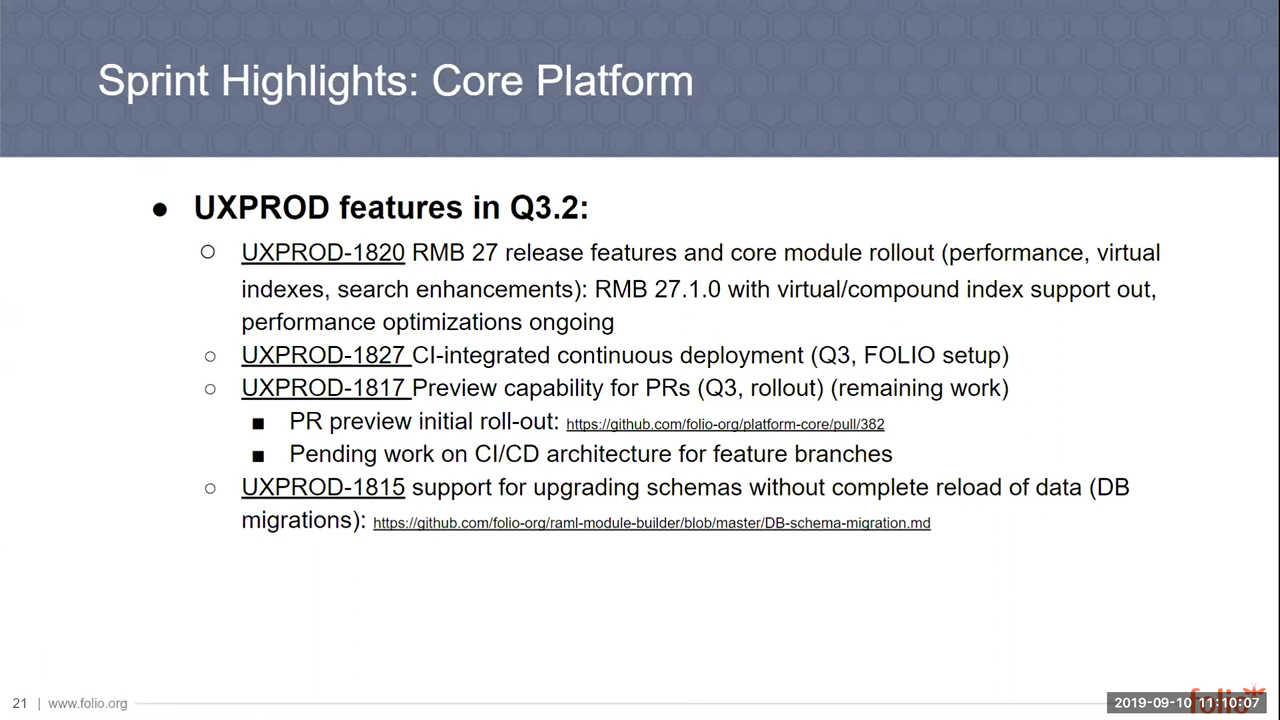 Sprint Highlights: Core Platform
● UXPROD features in Q3.2:
○ UXPROD-1820 RMB 27 release features and core module rollout (performance, virtual
indexes, search enhancements): RMB 27.1.0 with virtual/compound index support out,
performance optimizations ongoing
○ UXPROD-1827 CI-integrated continuous deployment (Q3, FOLIO setup)
○ UXPROD-1817 Preview capability for PRs (Q3, rollout) (remaining work)
■ PR preview initial roll-out: https://github.com/folio-org/platform-core/pull/382
■ Pending work on CI/CD architecture for feature branches
○ UXPROD-1815 support for upgrading schemas without complete reload of data (DB
migrations): https://github.com/folio-org/raml-module-builder/blob/master/DB-schema-migration.md
21 | www.folio.org
folio
2019-09-10 11:10:07